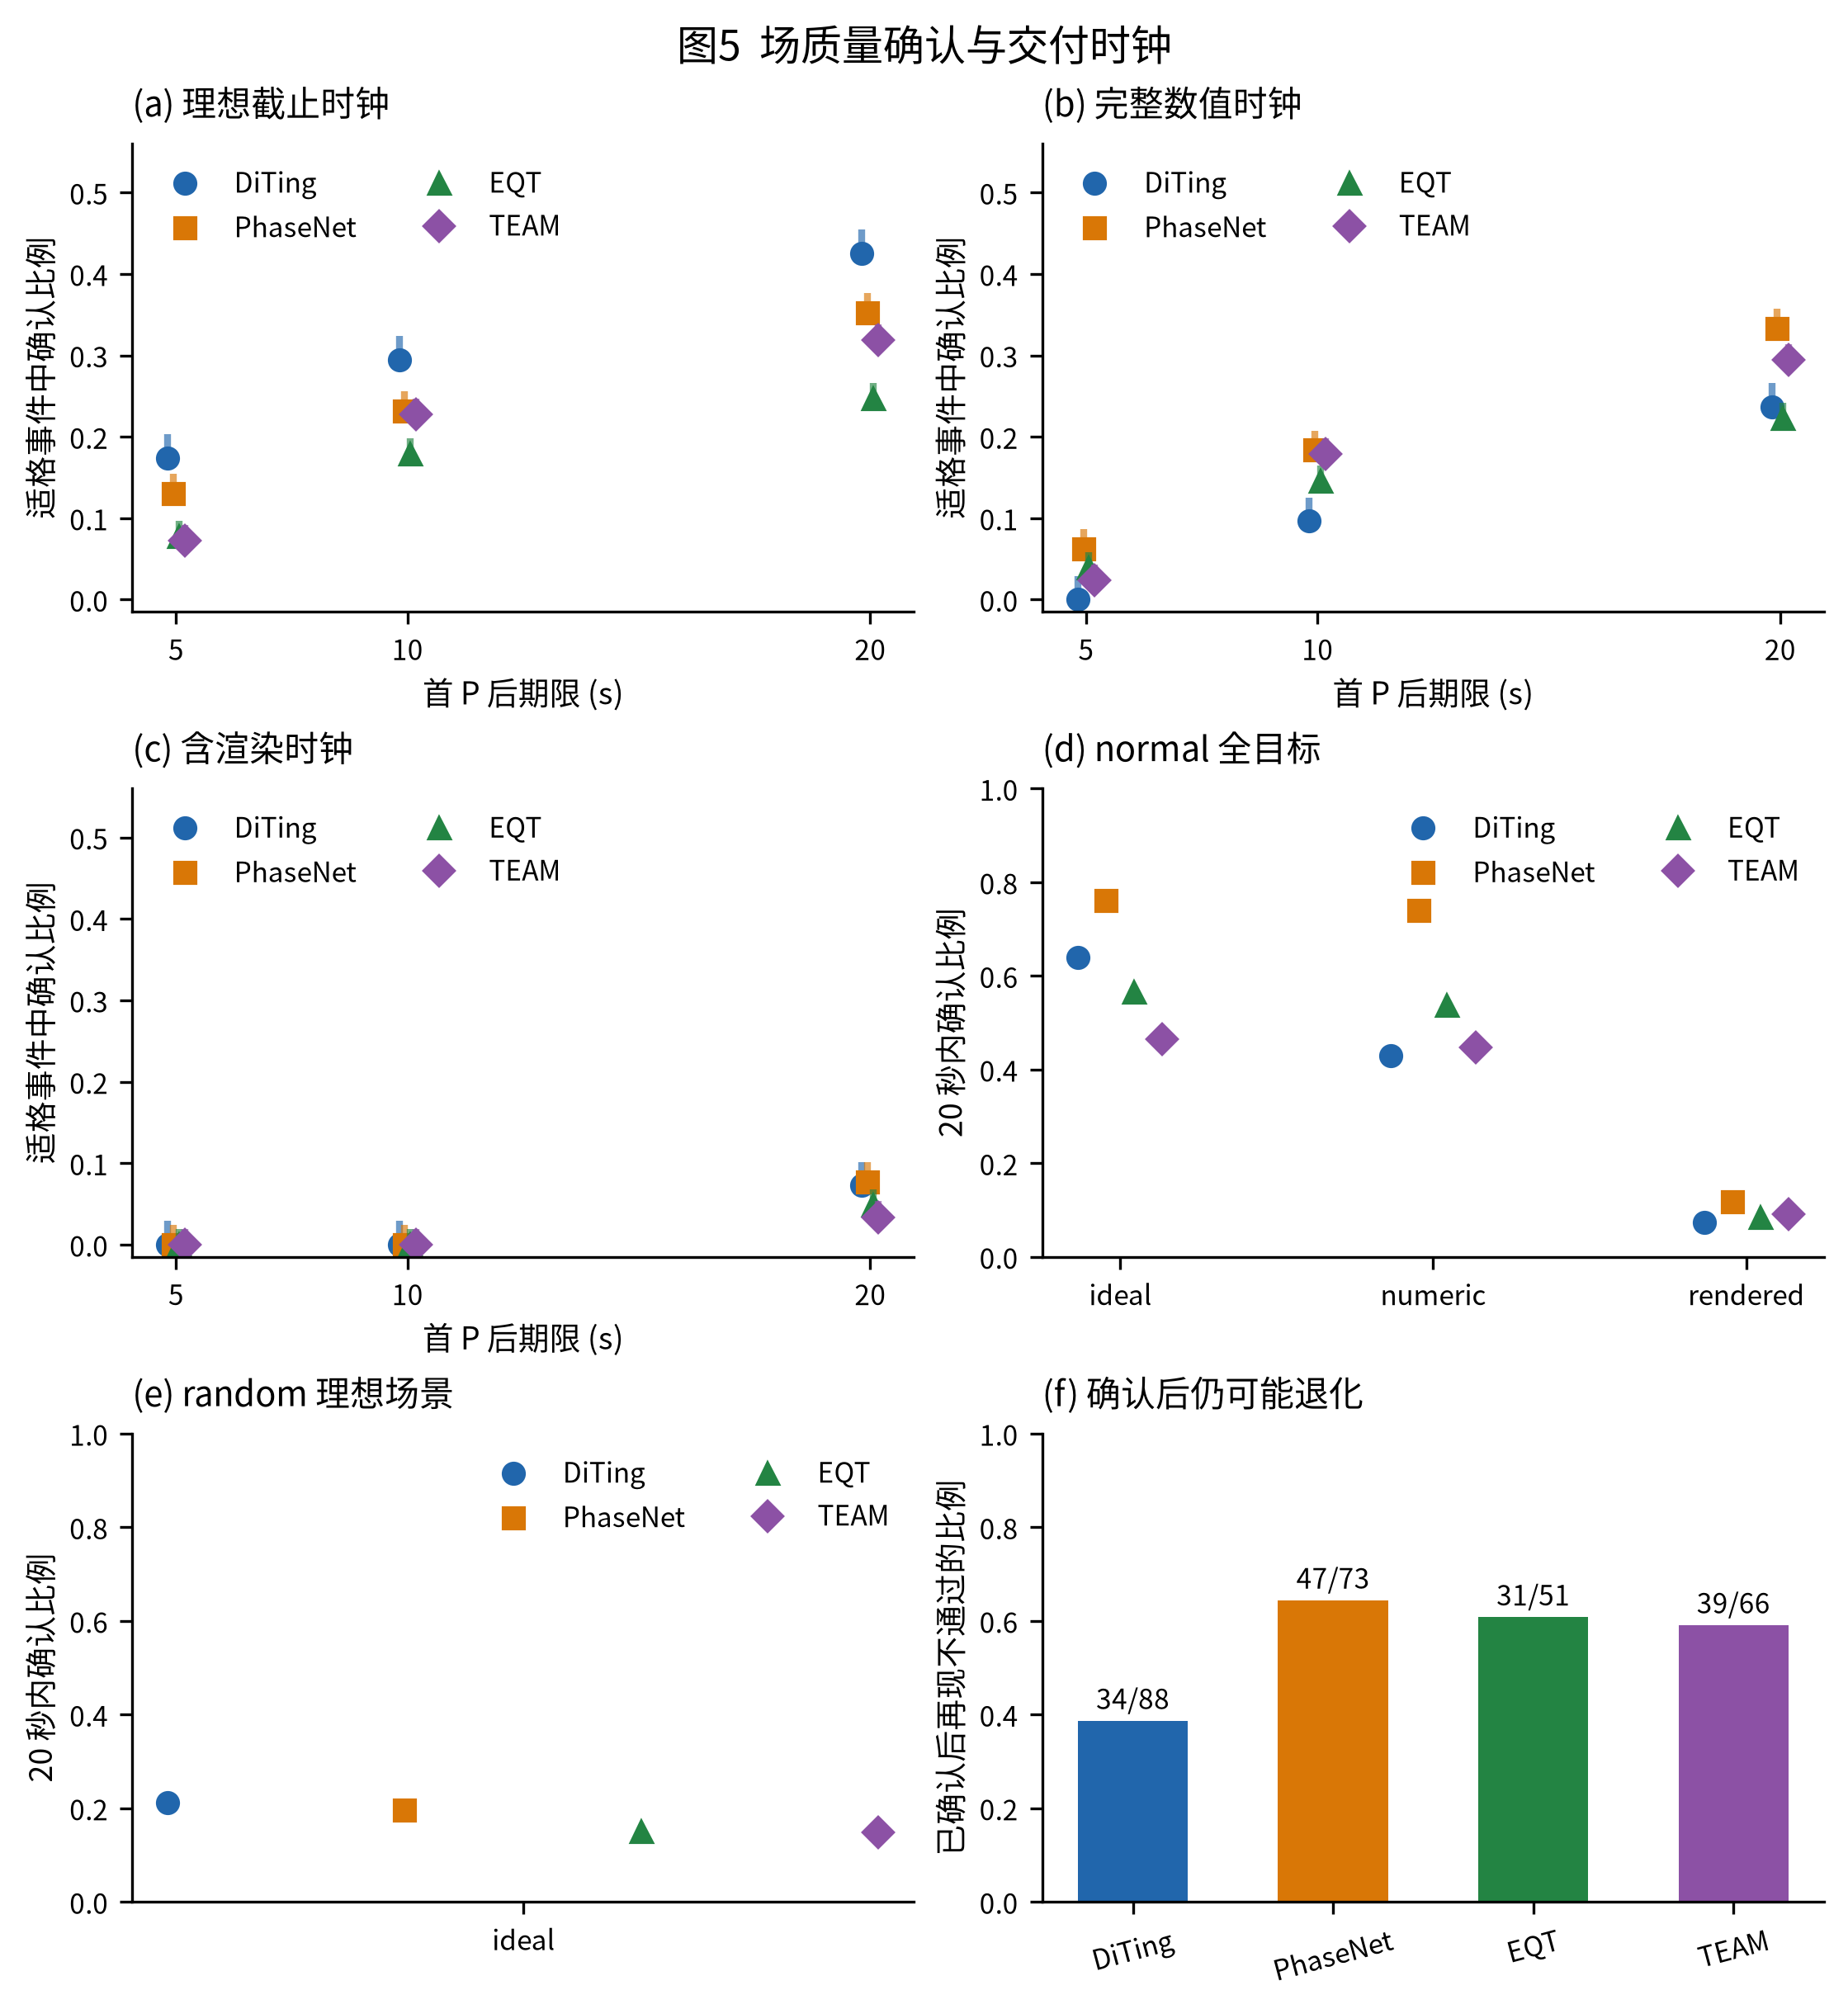 图5 场质量确认与交付时钟
(a) 理想截止时钟
适格事件中确认比例
0.5
0.4
0.3
0.2
0.1
0.0
DiTing
PhaseNet
EQT
TEAM
5
10
20
首 P 后期限 (s)
(b) 完整数值时钟
适格事件中确认比例
0.5
0.4
0.3
0.2
0.1
0.0
DiTing
PhaseNet
EQT
TEAM
5
10
20
首 P 后期限 (s)
(c) 含渲染时钟
适格事件中确认比例
0.5
0.4
0.3
0.2
0.1
0.0
DiTing
PhaseNet
EQT
TEAM
5
10
20
首 P 后期限 (s)
(d) normal 全目标
20 秒内确认比例
1.0
0.8
0.6
0.4
0.2
0.0
DiTing
PhaseNet
EQT
TEAM
ideal
numeric
rendered
(e) random 理想场景
20 秒内确认比例
1.0
0.8
0.6
0.4
0.2
0.0
DiTing
PhaseNet
EQT
TEAM
ideal
(f) 确认后仍可能退化
已确认后再现不通过的比例
1.0
0.8
0.6
0.4
0.2
0.0
34/88
47/73
31/51
39/66
DiTing
PhaseNet
EQT
TEAM